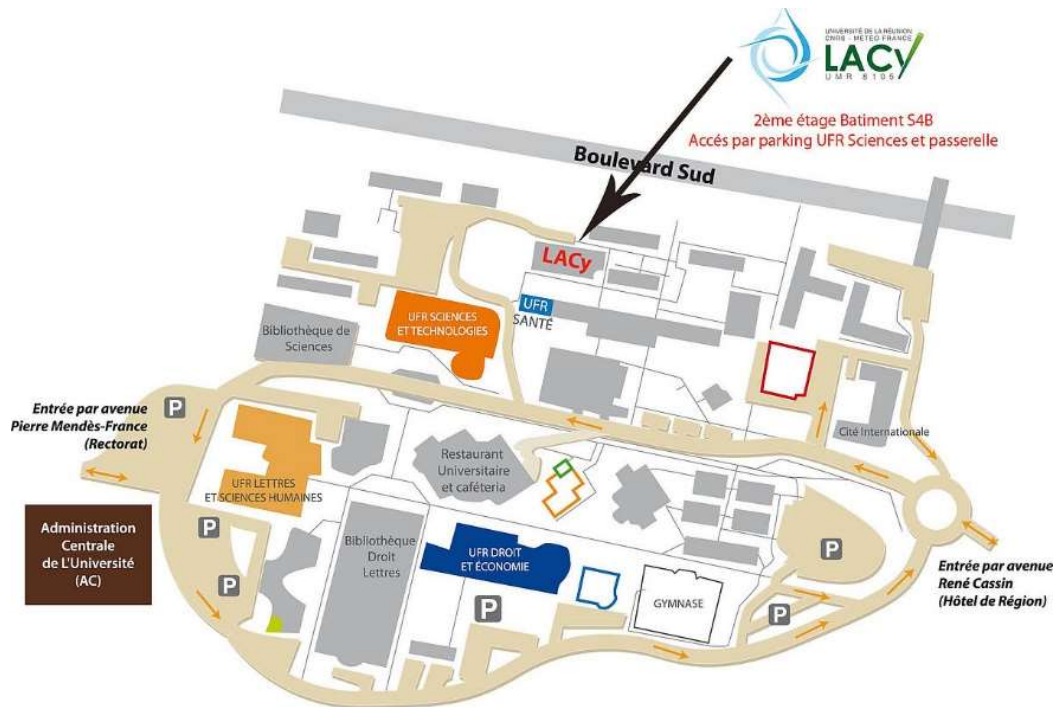 UNIVERSITÉ DE LA RÉUNION
CNRS - MÉTÉO FRANCE
LACy
UMR 8105
2ème étage Batiment S4B
Accés par parking UFR Sciences et passerelle
Boulevard Sud
LACy
UFR
SANTÉ
UFR SCIENCES
ET TECHNOLOGIES
Bibliothèque de
Sciences
Entrée par avenue
Pierre Mendès-France
(Rectorat)
P
Cité Internationale
Restaurant
Universitaire
et caféteria
UFR LETTRES
ET SCIENCES HUMAINES
Administration
Centrale
de L'Université
(AC)
P
Bibliothèque
Droit
Lettres
UFR DROIT
ET ÉCONOMIE
P
Entrée par avenue
René Cassin
(Hôtel de Région)
P
P
GYMNASE
P